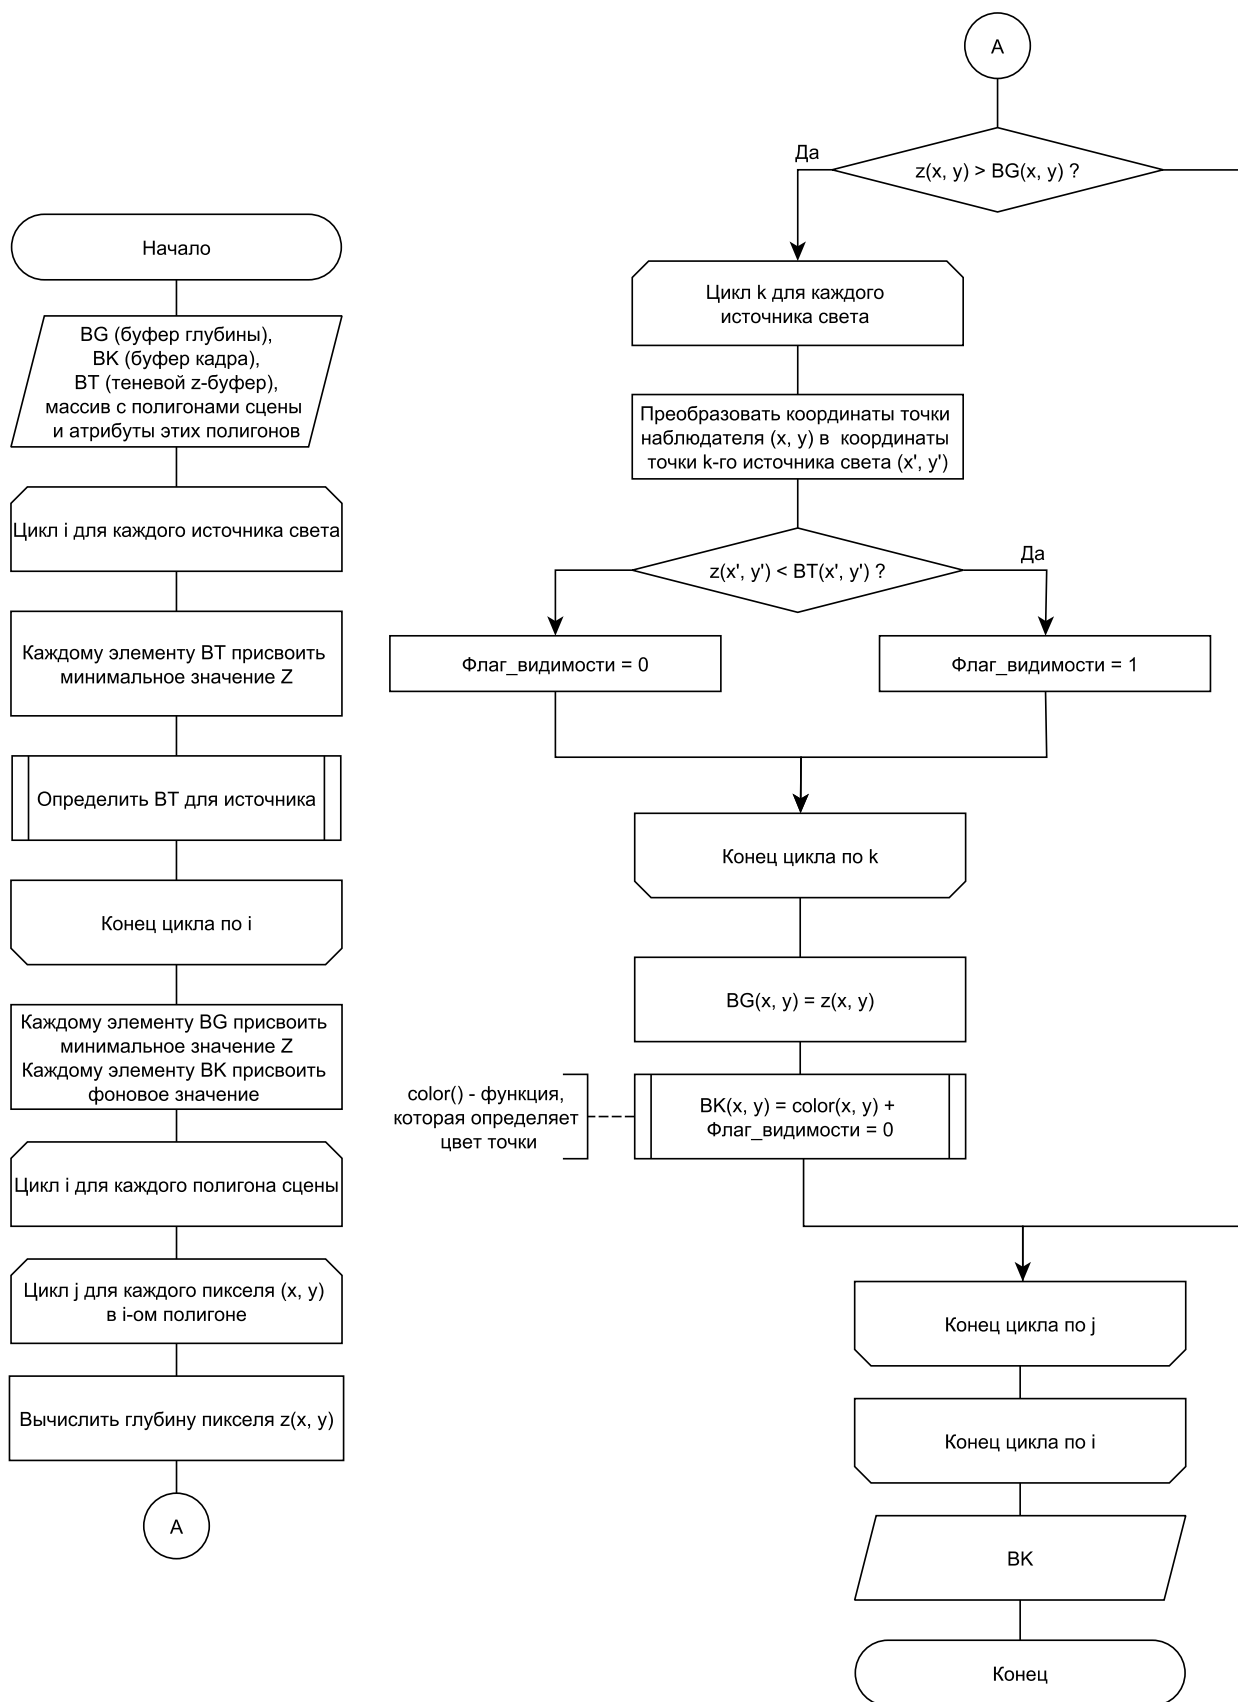 Начало
BG (буфер глубины),
BK (буфер кадра),
BT (теневой z-буфер),
массив с полигонами сцены
и атрибуты этих полигонов
Цикл i для каждого источника света
Каждому элементу BT присвоить
минимальное значение Z
Определить BT для источника
Конец цикла по i
Каждому элементу BG присвоить
минимальное значение Z
Каждому элементу BK присвоить
фоновое значение
Цикл i для каждого полигона сцены
Цикл j для каждого пикселя (x, y)
в i-ом полигоне
Вычислить глубину пикселя z(x, y)
A
A
z(x, y) > BG(x, y) ?
Да
Цикл k для каждого
источника света
Преобразовать координаты точки
наблюдателя (x, y) в координаты
точки k-го источника света (x', y')
z(x', y') < BT(x', y') ?
Да
Флаг_видимости = 0
Флаг_видимости = 1
Конец цикла по k
BG(x, y) = z(x, y)
color() - функция,
которая определяет
цвет точки
BK(x, y) = color(x, y) +
Флаг_видимости = 0
Конец цикла по j
Конец цикла по i
BK
Конец